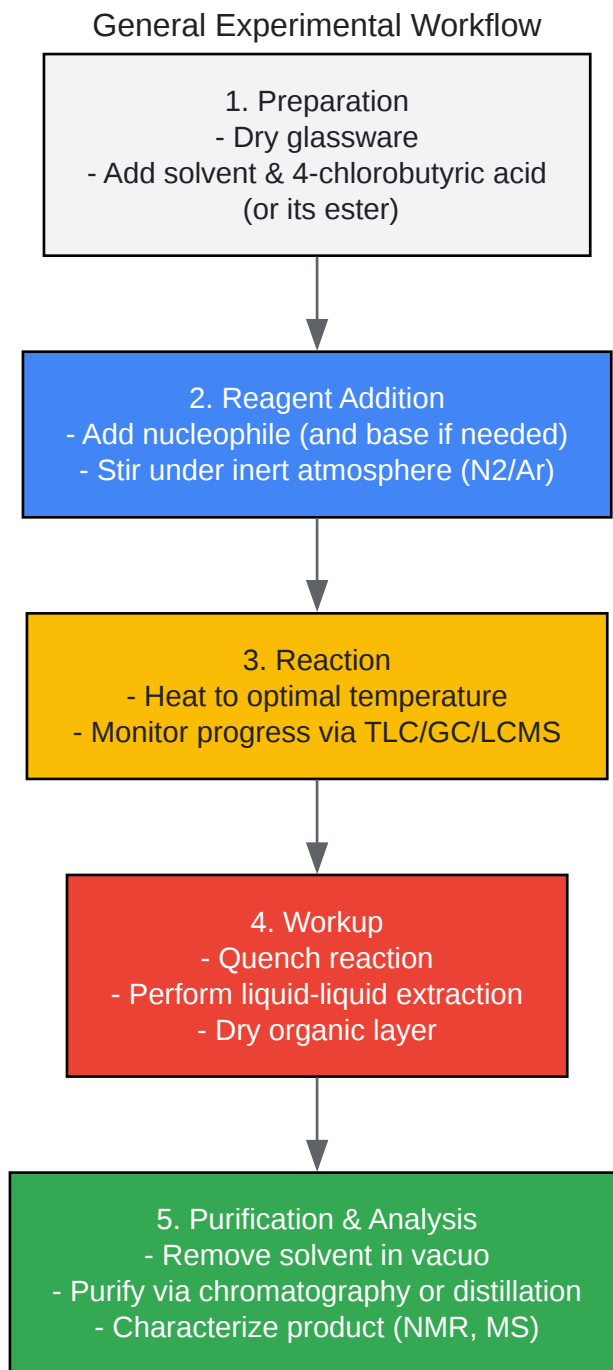 General Experimental Workflow
1. Preparation
- Dry glassware
- Add solvent & 4-chlorobutyric acid
(or its ester)
2. Reagent Addition
- Add nucleophile (and base if needed)
- Stir under inert atmosphere (N2/Ar)
3. Reaction
- Heat to optimal temperature
- Monitor progress via TLC/GC/LCMS
4. Workup
- Quench reaction
- Perform liquid-liquid extraction
- Dry organic layer
5. Purification & Analysis
- Remove solvent in vacuo
- Purify via chromatography or distillation
- Characterize product (NMR, MS)